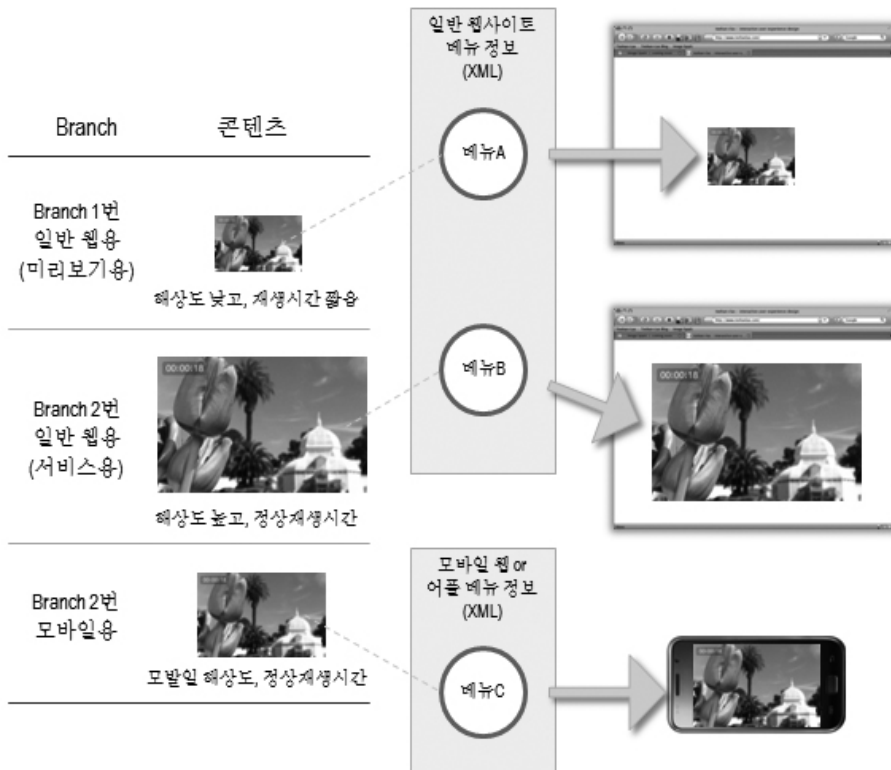 일반 웹사이트
메뉴 정보
(XML)
Branch 콘텐츠
메뉴A
Branch 1번
일반 웹용
(미리보기용)
해상도 낮고, 재생시간 짧음
메뉴B
00:00:18
00:00:18
Branch 2번
일반 웹용
(서비스용)
해상도 높고, 정상재생시간
모바일 웹 or
어플 메뉴 정보
(XML)
Branch 2번
모바일용
모발일 해상도, 정상재생시간
메뉴C